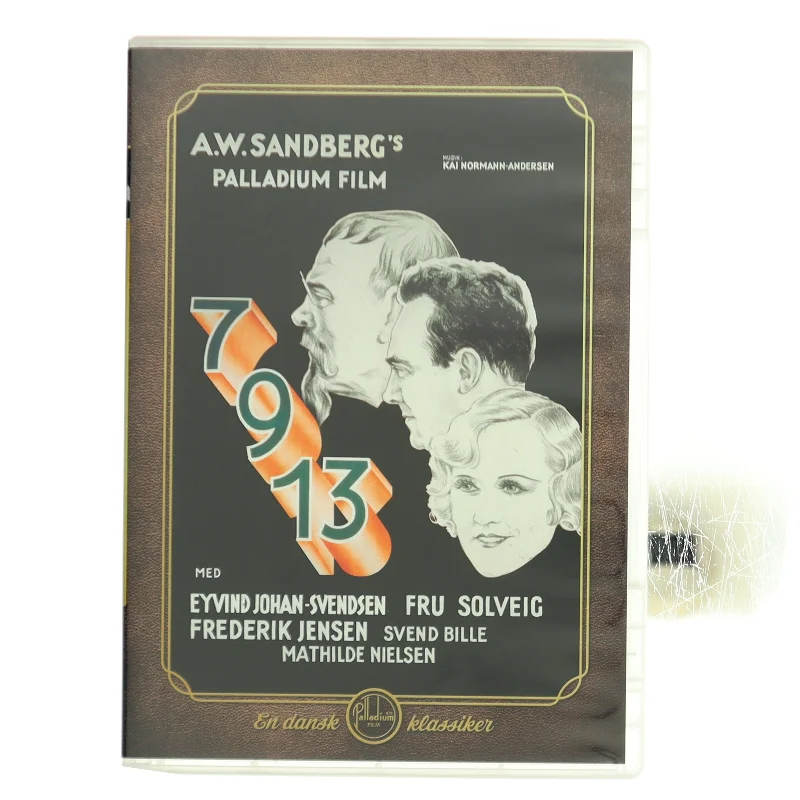 A.W. SANDBERG'S
PALLADIUM FILM
MUSIK:
KAI NORMANN-ANDERSEN
7
9
13
MED
EYVIND JOHAN-SVENDSEN FRU SOLVEIG
FREDERIK JENSEN SVEND BILLE
MATHILDE NIELSEN
En dansk Palladium klassiker
FILM